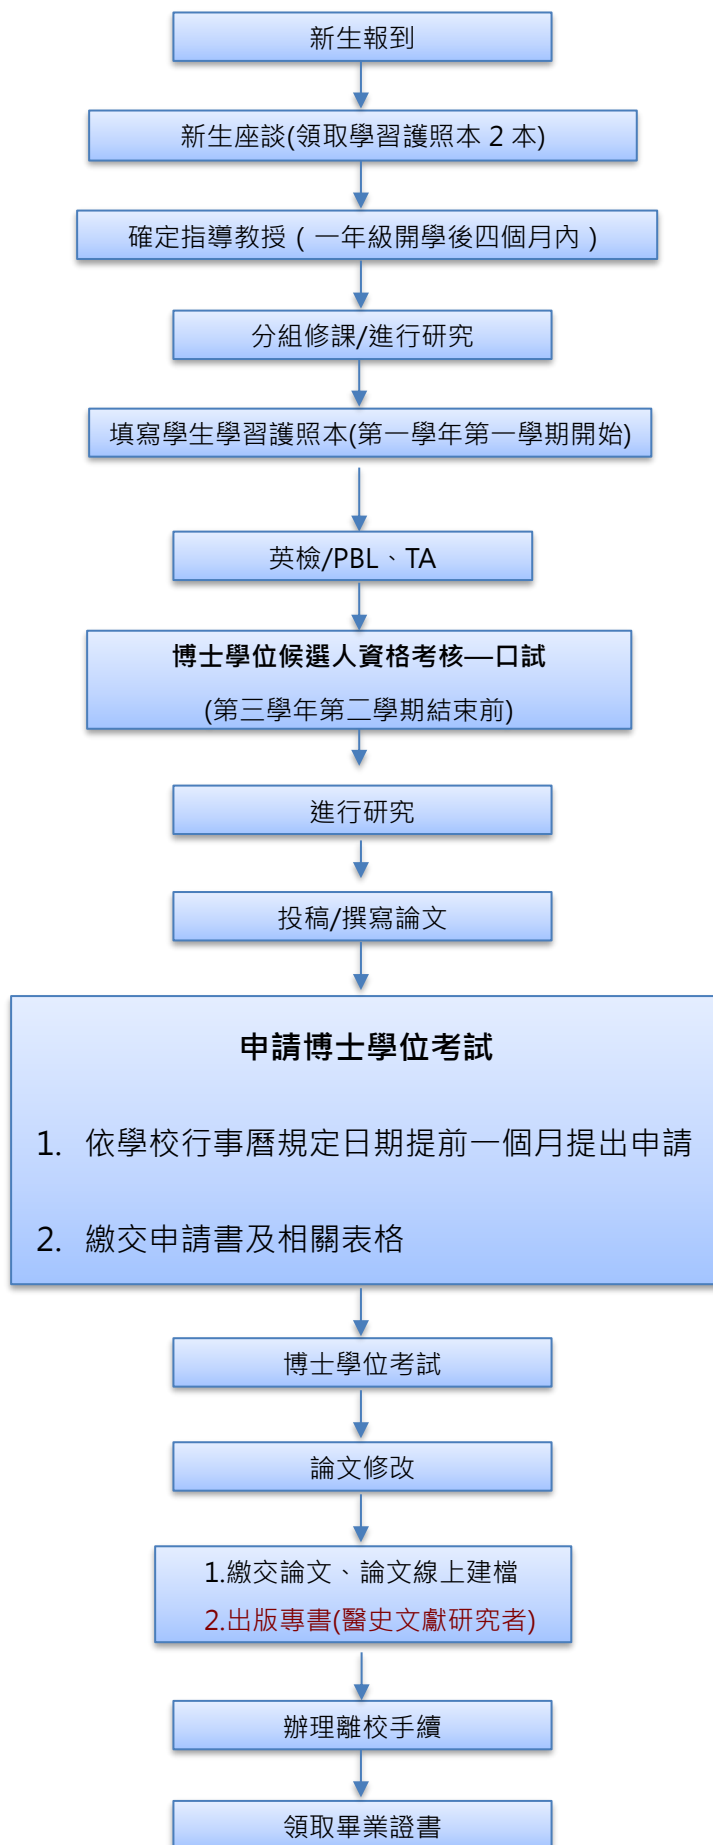 新生報到
新生座談(領取學習護照本 2 本)
確定指導教授（一年級開學後四個月內）
分組修課/進行研究
填寫學生學習護照本(第一學年第一學期開始)
英檢/PBL、TA
博士學位候選人資格考核—口試
(第三學年第二學期結束前)
進行研究
投稿/撰寫論文
申請博士學位考試
1. 依學校行事曆規定日期提前一個月提出申請
2. 繳交申請書及相關表格
博士學位考試
論文修改
1.繳交論文、論文線上建檔
2.出版專書(醫史文獻研究者)
辦理離校手續
領取畢業證書